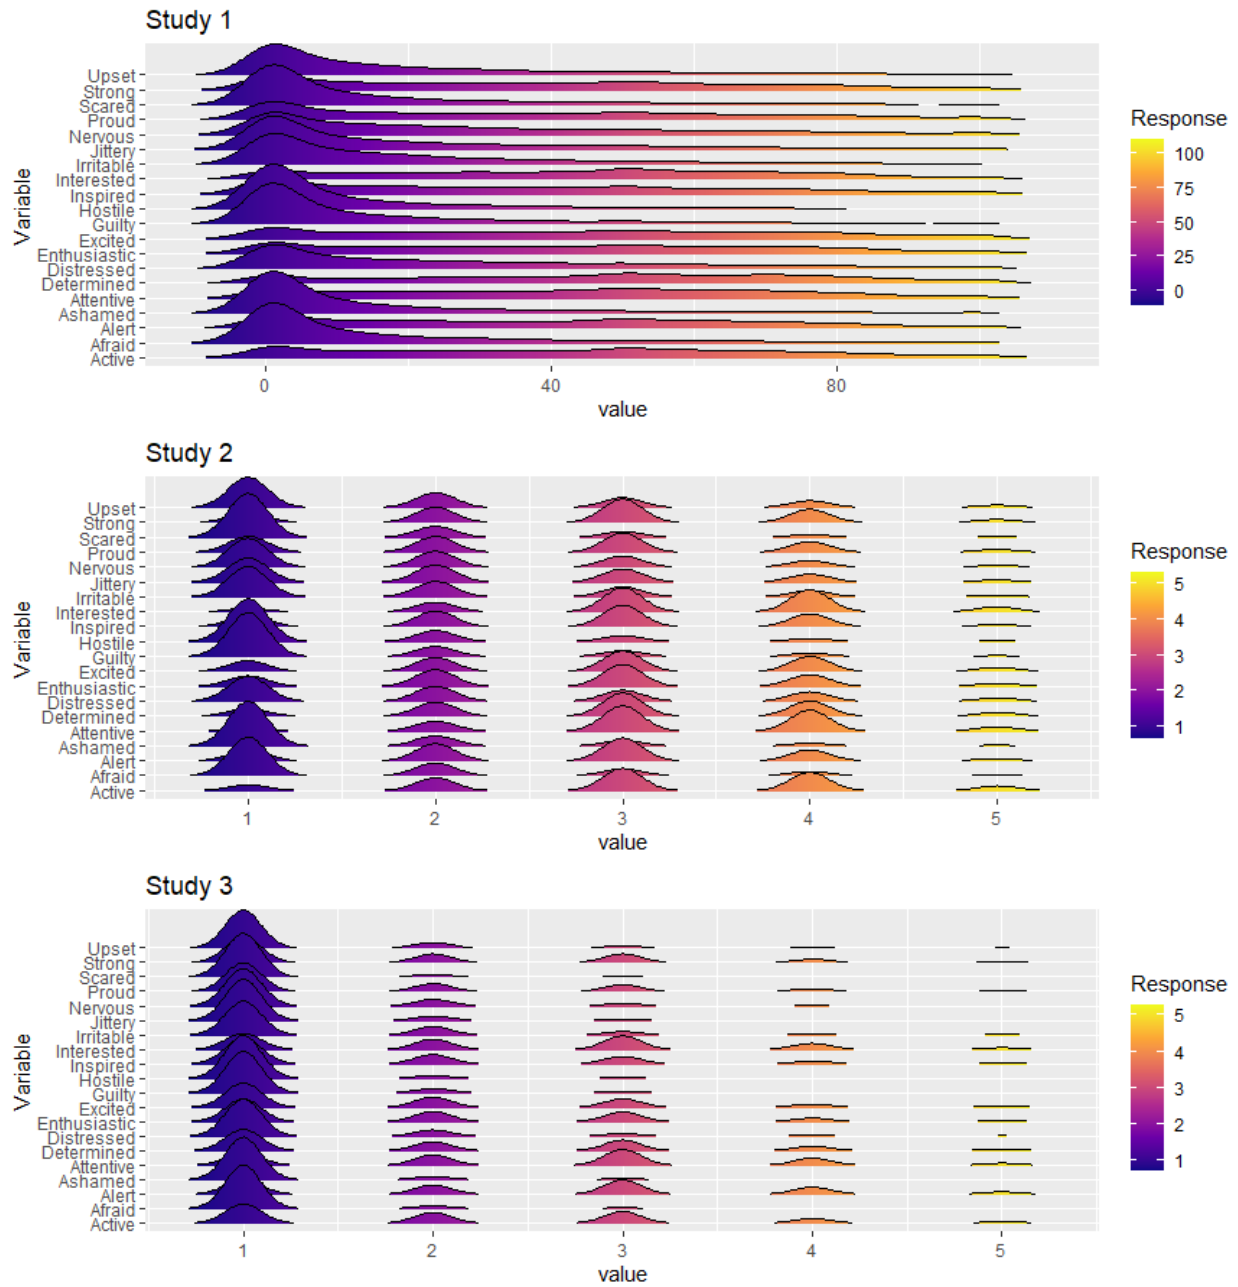 Study 1
Variable
Upset
Strong
Scared
Proud
Nervous
Jittery
Irritable
Interested
Inspired
Hostile
Guilty
Excited
Enthusiastic
Distressed
Determined
Attentive
Ashamed
Alert
Afraid
Active
0 40 80
value
Response
100
75
50
25
0
Study 2
Variable
Upset
Strong
Scared
Proud
Nervous
Jittery
Irritable
Interested
Inspired
Hostile
Guilty
Excited
Enthusiastic
Distressed
Determined
Attentive
Ashamed
Alert
Afraid
Active
1 2 3 4 5
value
Response
5
4
3
2
1
Study 3
Variable
Upset
Strong
Scared
Proud
Nervous
Jittery
Irritable
Interested
Inspired
Hostile
Guilty
Excited
Enthusiastic
Distressed
Determined
Attentive
Ashamed
Alert
Afraid
Active
1 2 3 4 5
value
Response
5
4
3
2
1